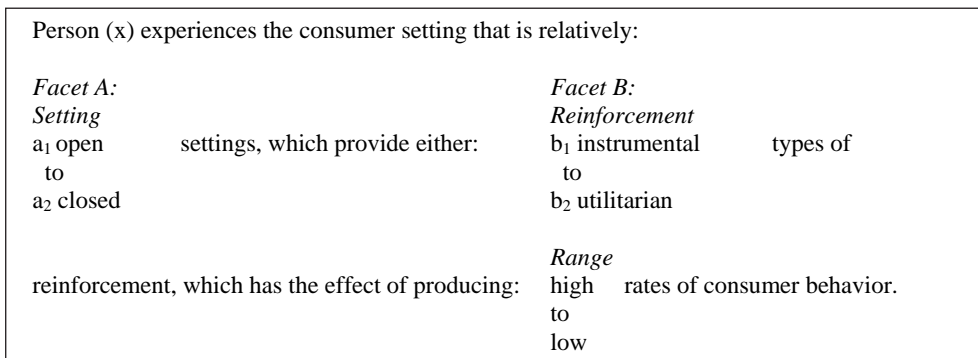 Person (x) experiences the consumer setting that is relatively:
Facet A: Facet B:
Setting Reinforcement
a₁ open settings, which provide either: b₁ instrumental types of
to to
a₂ closed b₂ utilitarian
Range
reinforcement, which has the effect of producing: high rates of consumer behavior.
to
low